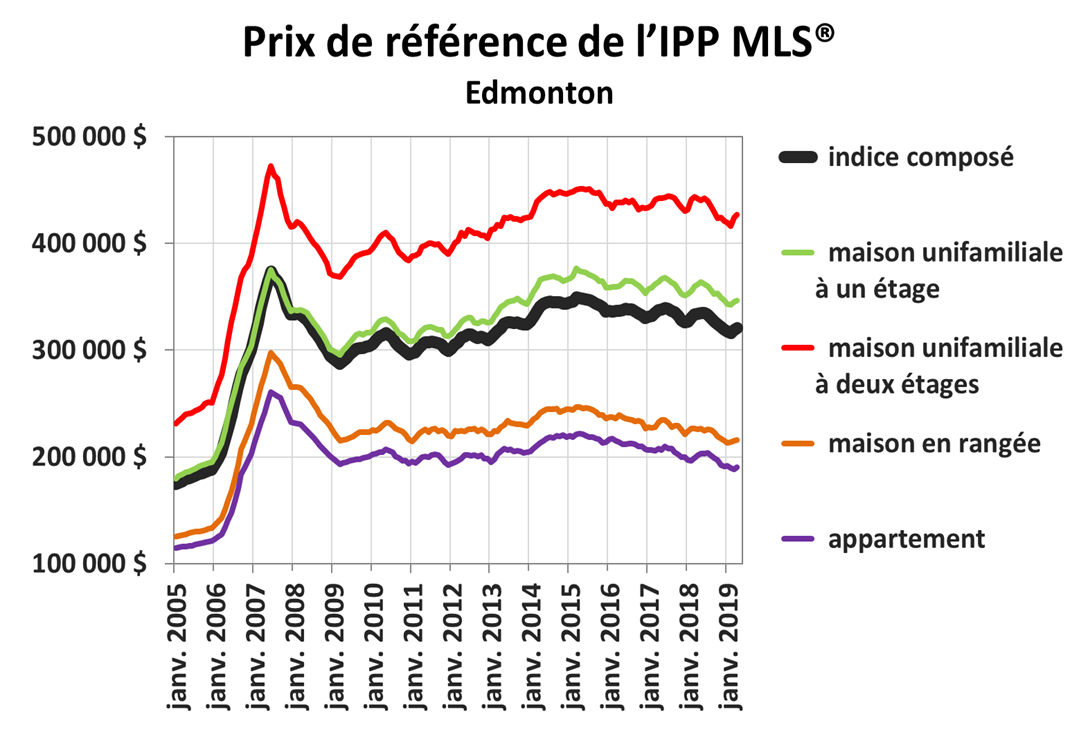 Prix de référence de l’IPP MLS®
Edmonton
500 000 $
400 000 $
300 000 $
200 000 $
100 000 $
janv. 2005
janv. 2006
janv. 2007
janv. 2008
janv. 2009
janv. 2010
janv. 2011
janv. 2012
janv. 2013
janv. 2014
janv. 2015
janv. 2016
janv. 2017
janv. 2018
janv. 2019
indice composé
maison unifamiliale
à un étage
maison unifamiliale
à deux étages
maison en rangée
appartement